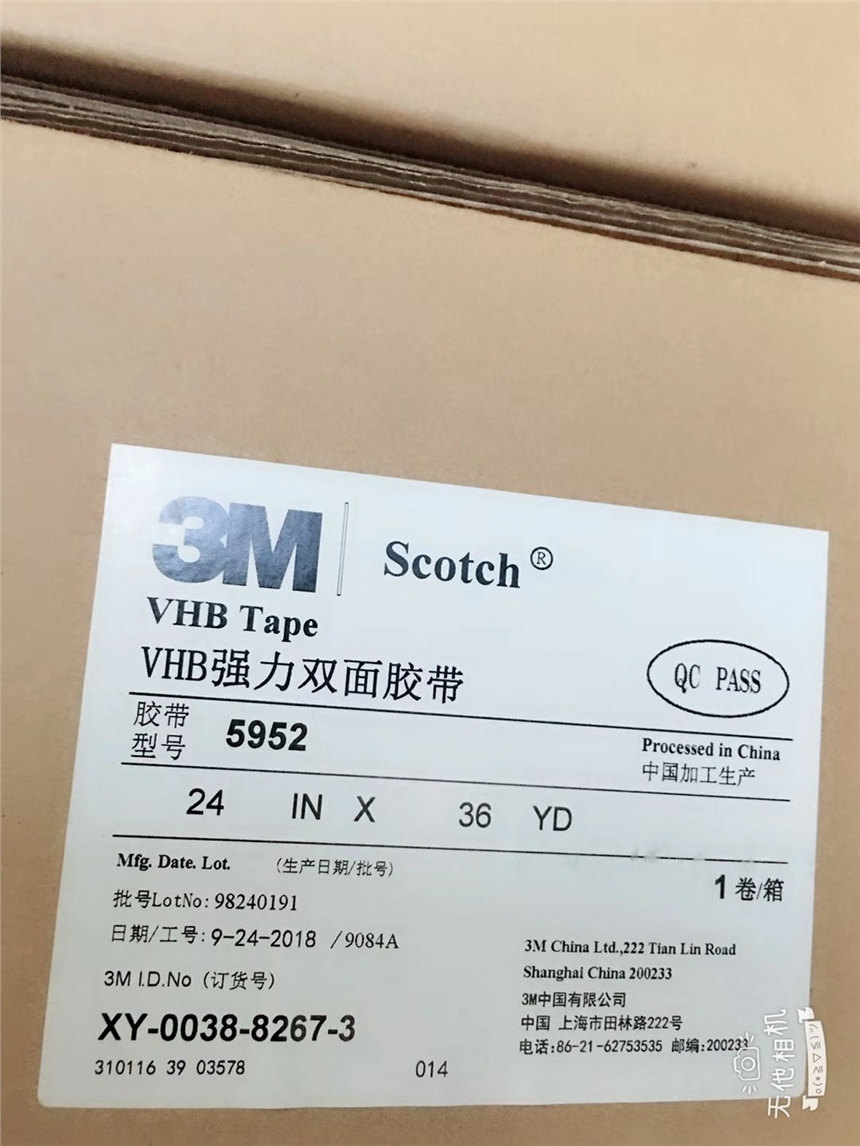 3M Scotch®
VHB Tape
VHB强力双面胶带
QC PASS
胶带
型号 5952
Processed in China
中国加工生产
24 IN X 36 YD
Mfg. Date. Lot. (生产日期/批号)
1卷/箱
批号LotNo: 98240191
日期/工号: 9-24-2018 /9084A
3M I.D.No (订货号)
XY-0038-8267-3
310116 39 03578 014
3M China Ltd.,222 Tian Lin Road
Shanghai China 200233
3M中国有限公司
中国 上海市田林路222号
电话:86-21-62753535 邮编:200233
无他相机